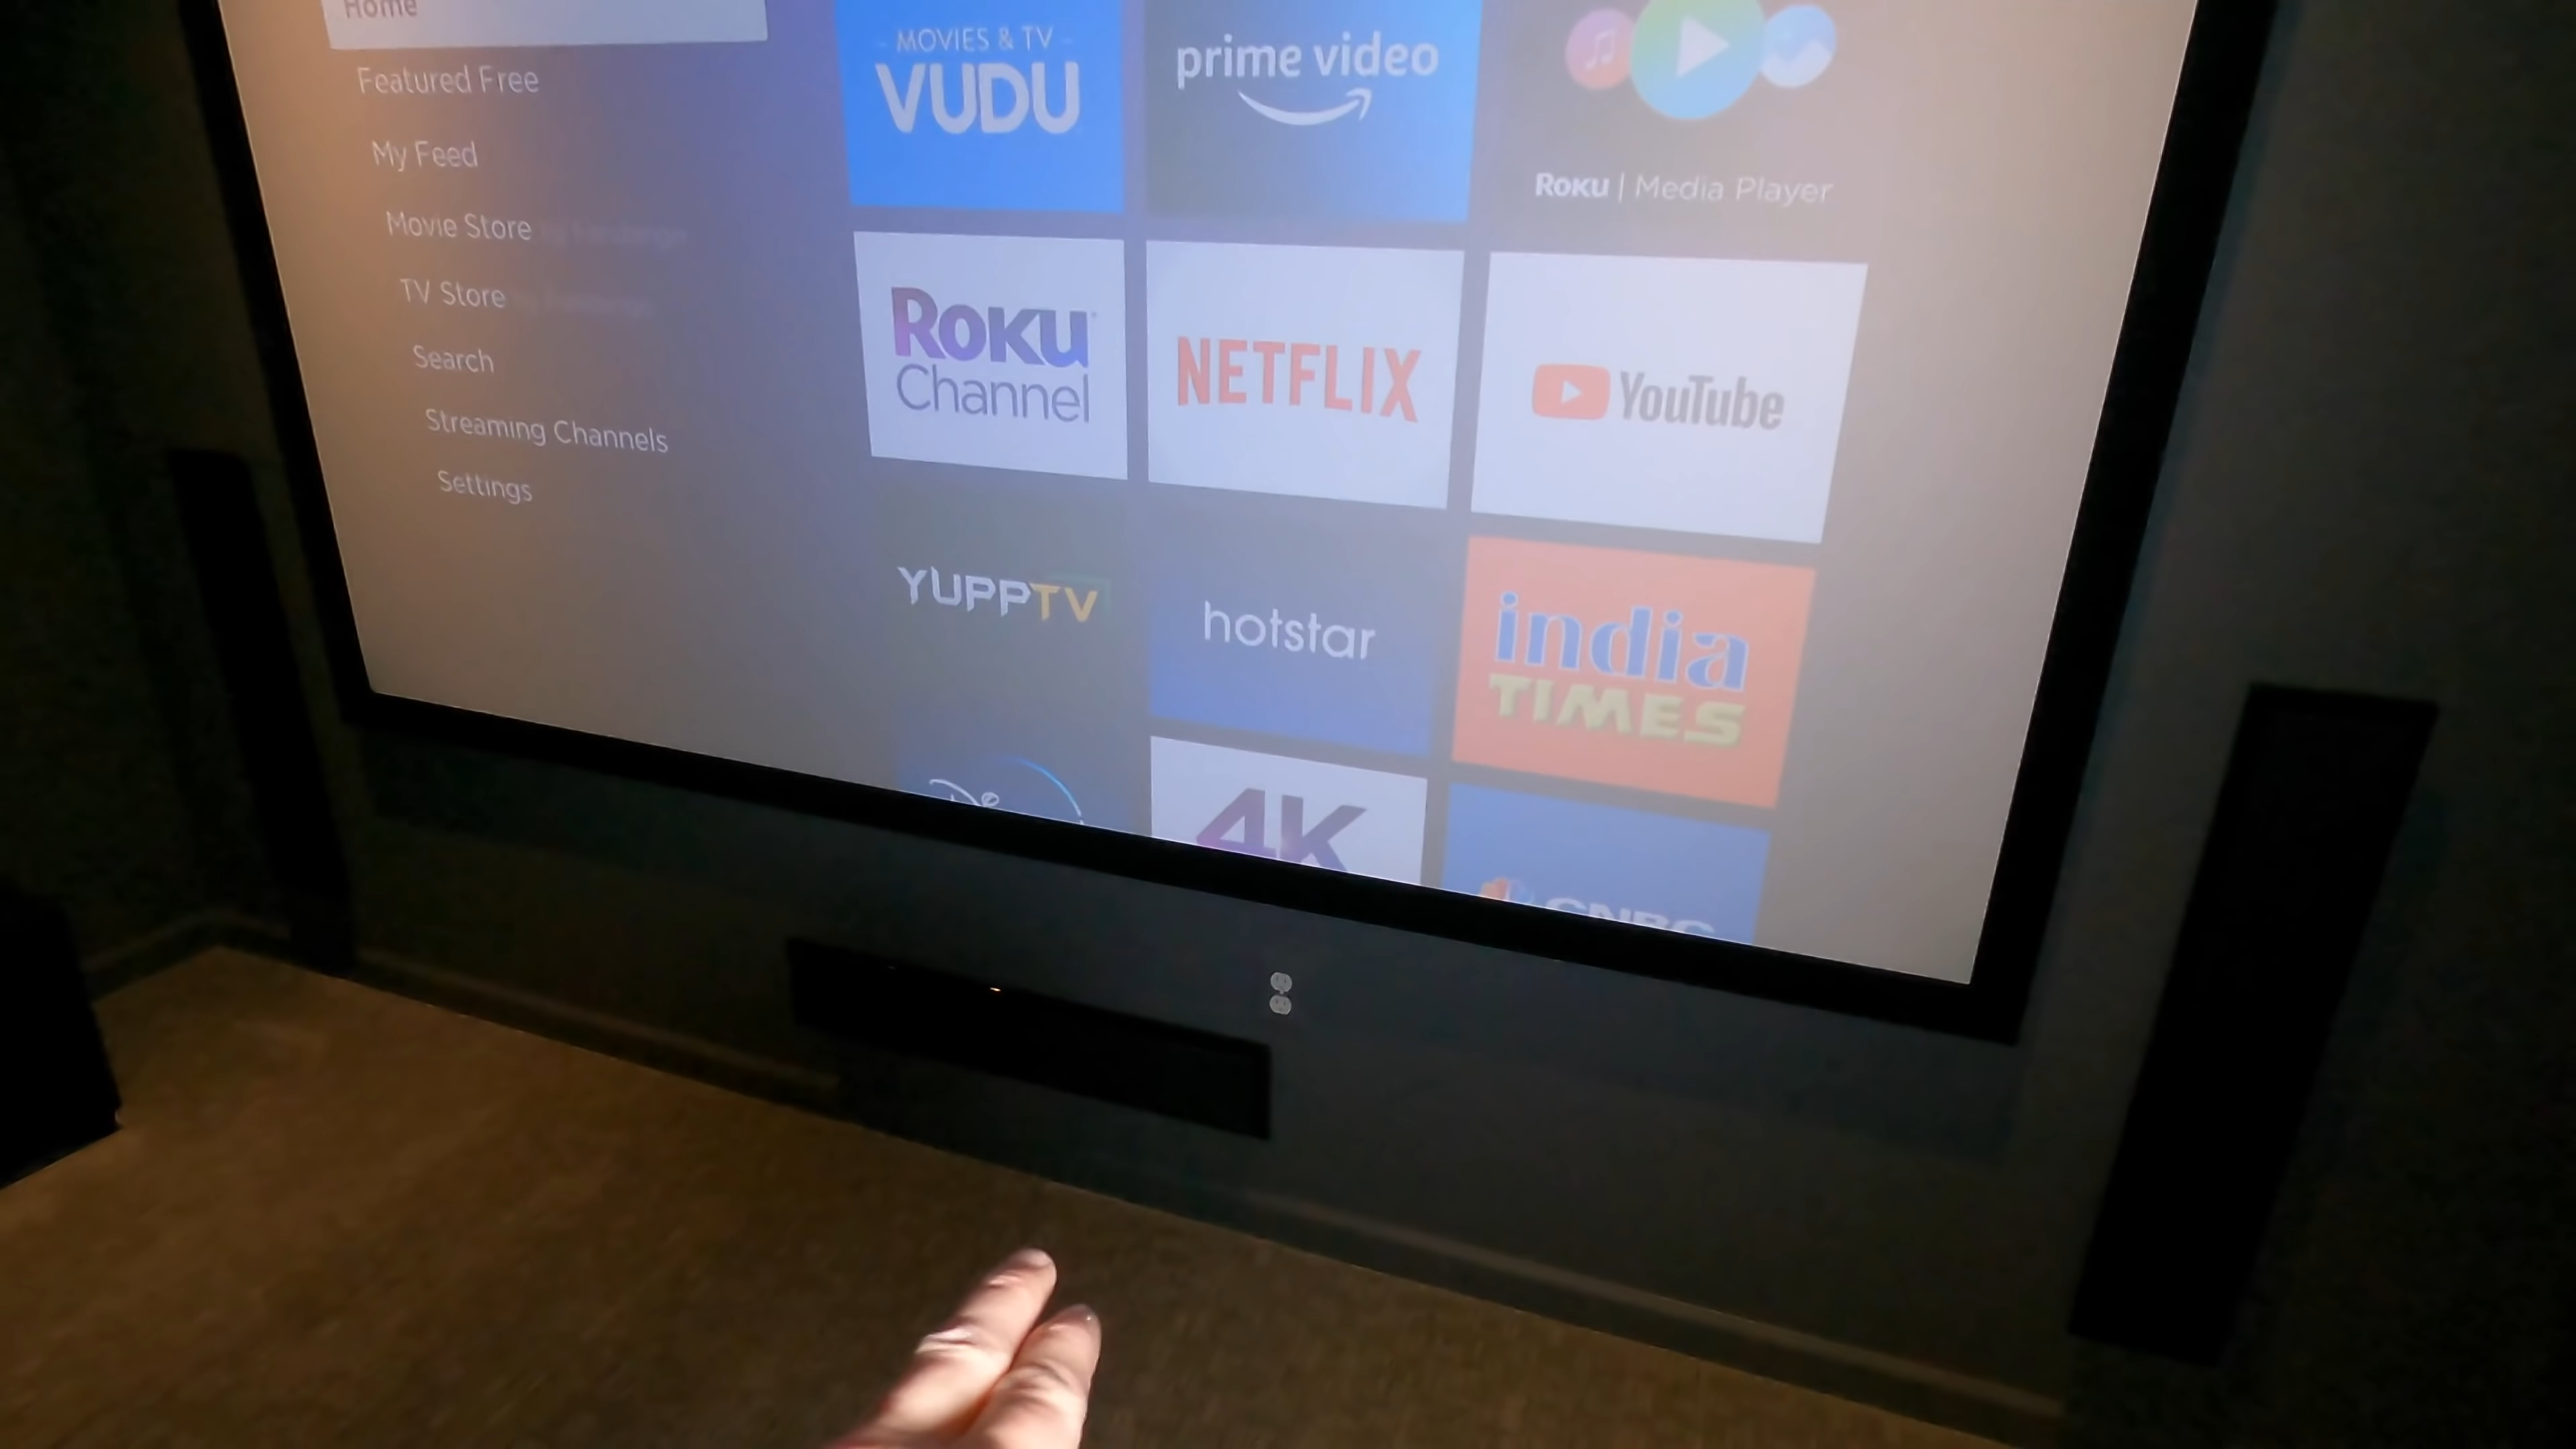 Home
Featured Free
My Feed
Movie Store
TV Store
Search
Streaming Channels
Settings
MOVIES & TV
VUDU
prime video
ROKU | Media Player
ROKU
Channel
NETFLIX
YouTube
YUPPTV
hotstar
india
TIMES
4K
CNBC